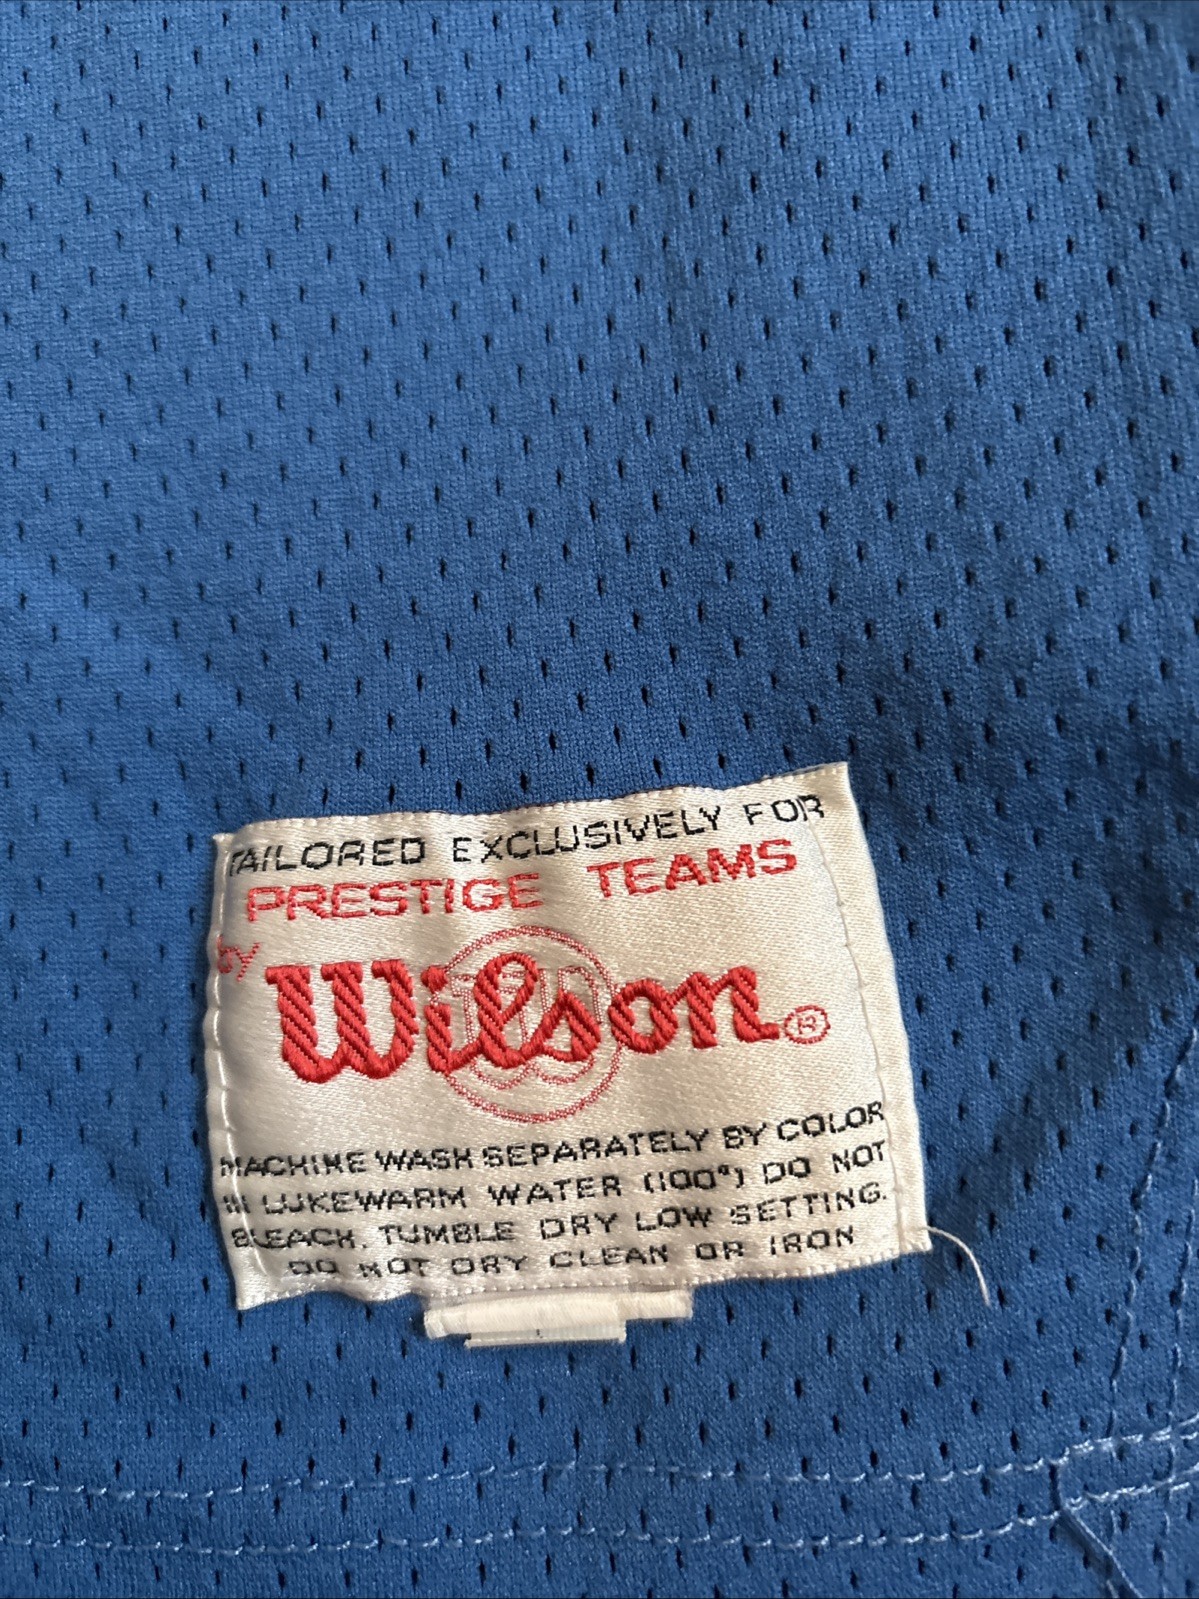 TAILORED EXCLUSIVELY FOR
PRESTIGE TEAMS
by
Wilson®
MACHINE WASH SEPARATELY BY COLOR
IN LUKEWARM WATER (100°) DO NOT
BLEACH. TUMBLE DRY LOW SETTING.
DO NOT DRY CLEAN OR IRON